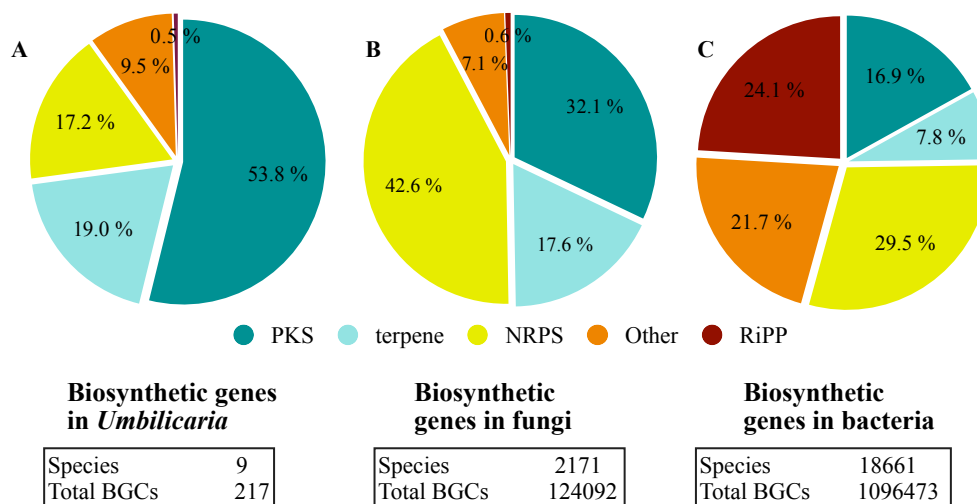 A
0.5 %
9.5 %
17.2 %
53.8 %
19.0 %
B
0.6 %
7.1 %
32.1 %
42.6 %
17.6 %
C
24.1 %
16.9 %
7.8 %
21.7 %
29.5 %
PKS terpene NRPS Other RiPP
Biosynthetic genes
in Umbilicaria
Species 9
Total BGCs 217
Biosynthetic
genes in fungi
Species 2171
Total BGCs 124092
Biosynthetic
genes in bacteria
Species 18661
Total BGCs 1096473